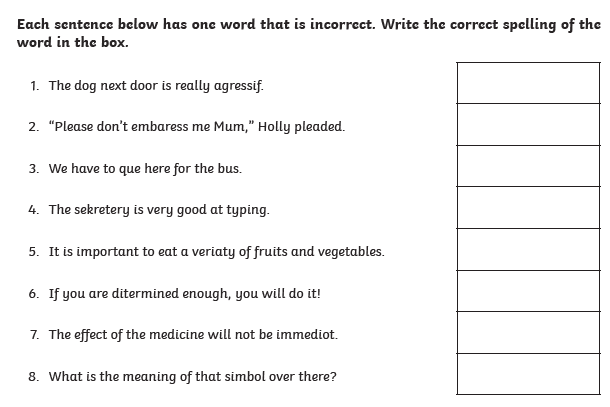 Each sentence below has one word that is incorrect. Write the correct spelling of the
word in the box.
1. The dog next door is really agressif.
2. “Please don’t embaress me Mum,” Holly pleaded.
3. We have to que here for the bus.
4. The sekretery is very good at typing.
5. It is important to eat a veriaty of fruits and vegetables.
6. If you are ditermined enough, you will do it!
7. The effect of the medicine will not be immediot.
8. What is the meaning of that simbol over there?